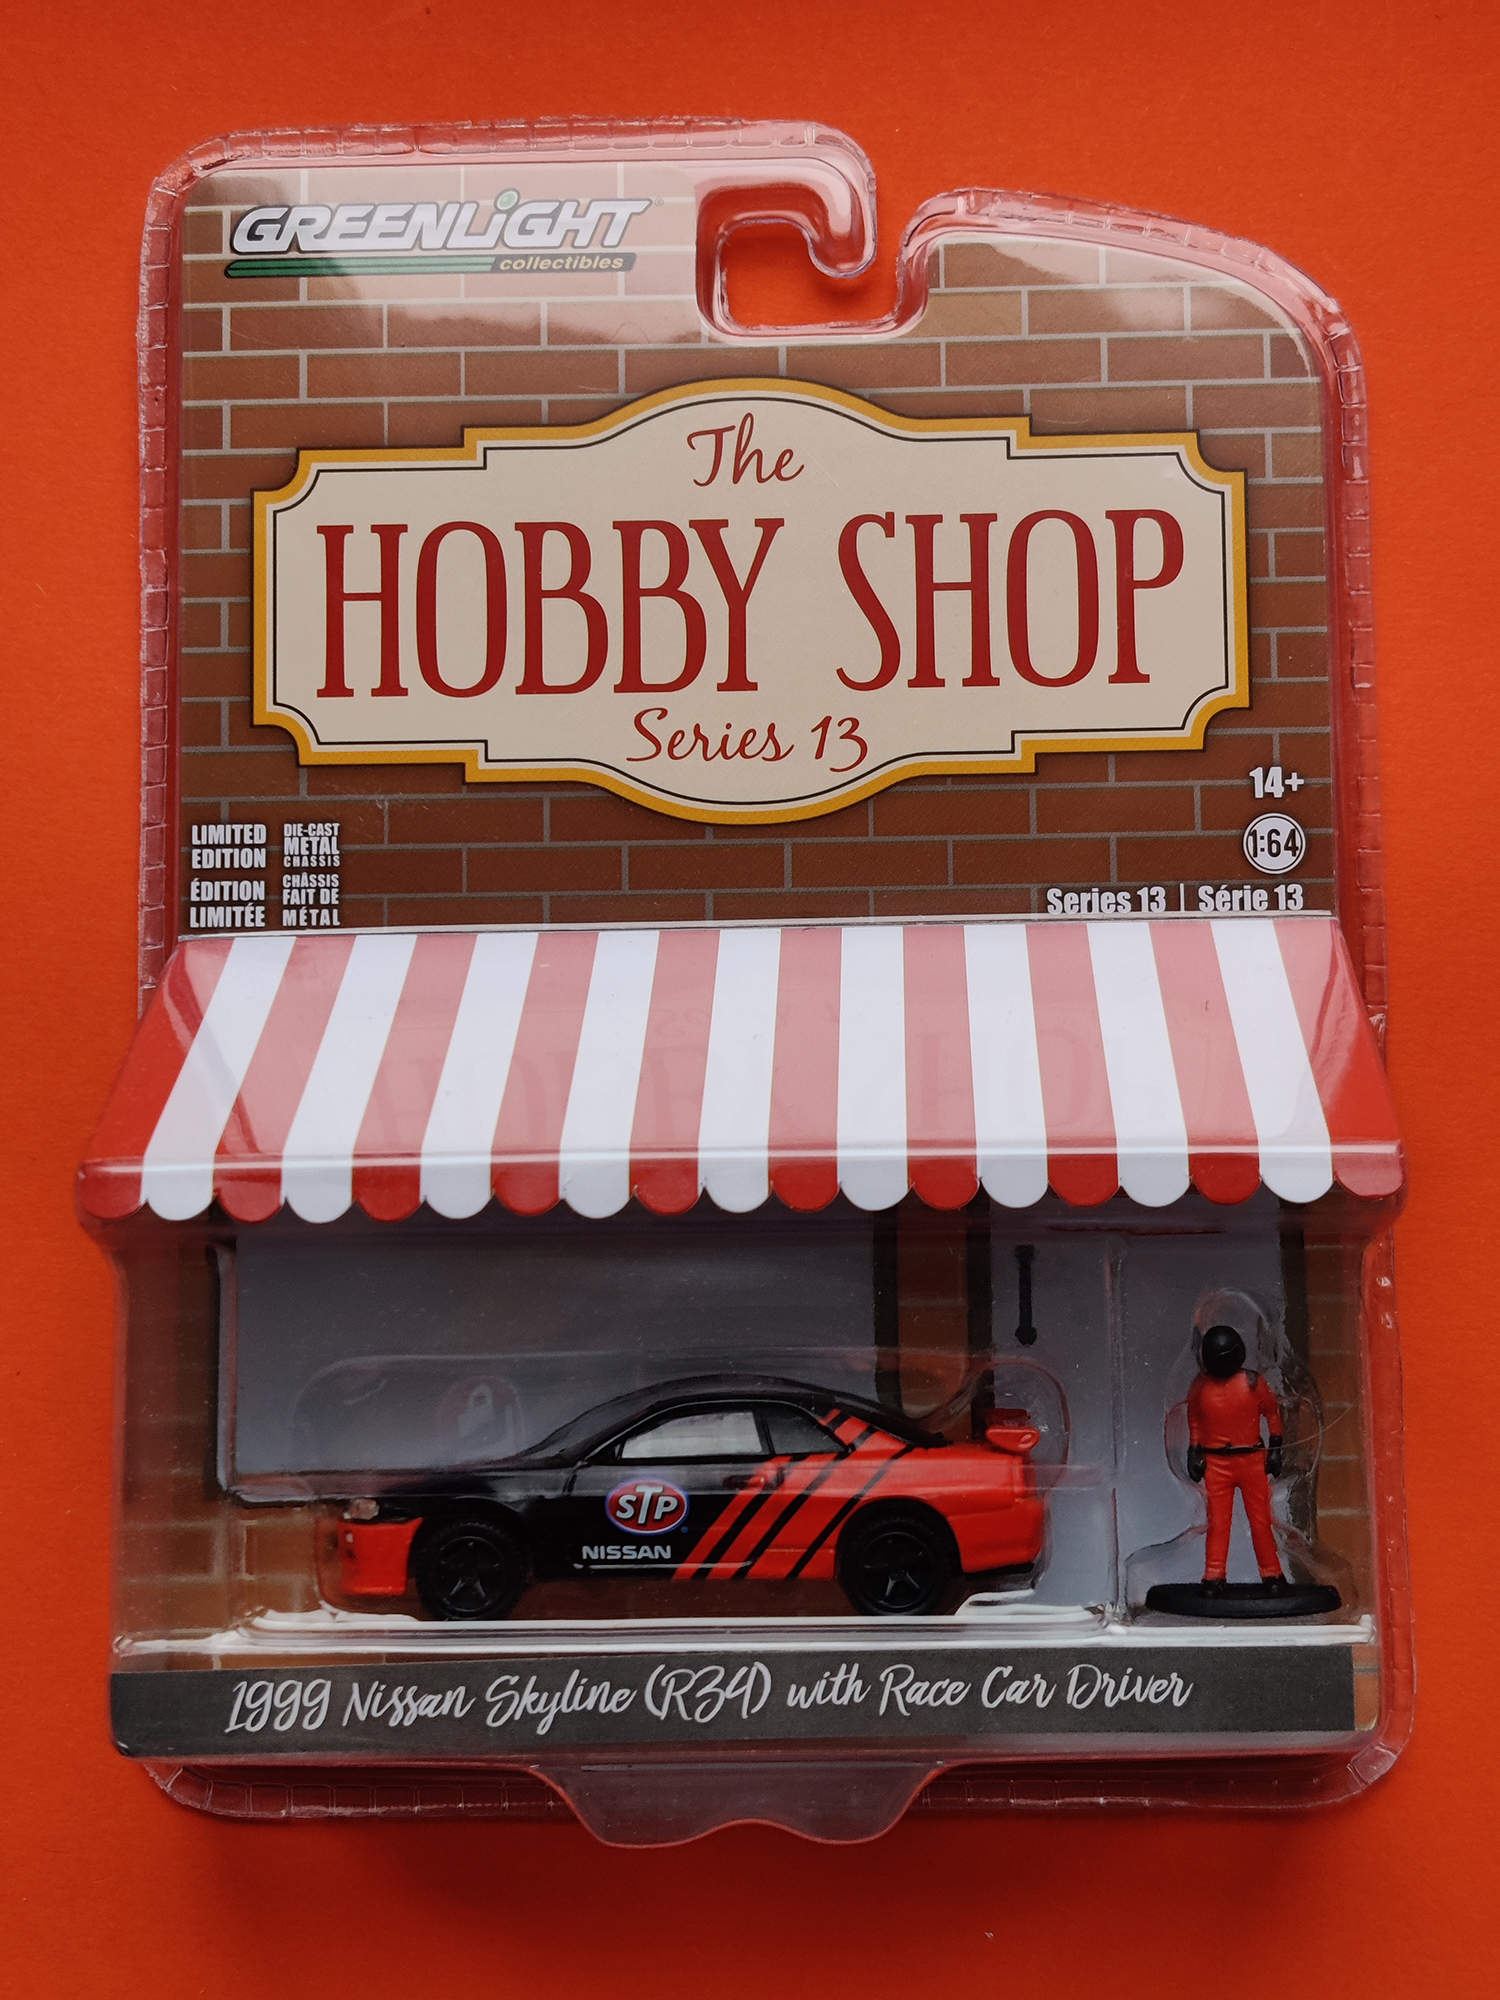 GREENLiGHT®
collectibles
The
HOBBY SHOP
Series 13
14+
1:64
Series 13 | Série 13
LIMITED
EDITION
ÉDITION
LIMITÉE
DIE-CAST
METAL
CHASSIS
CHÂSSIS
FAIT DE
MÉTAL
STP®
NISSAN
1999 Nissan Skyline (R34) with Race Car Driver